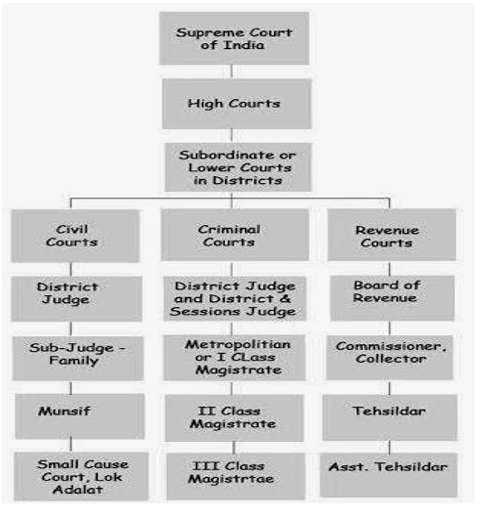 Supreme Court
of India
High Courts
Subordinate or
Lower Courts
in Districts
Civil
Courts
Criminal
Courts
Revenue
Courts
District
Judge
District Judge
and District &
Sessions Judge
Board of
Revenue
Sub-Judge -
Family
Metropolitian
or I CLass
Magistrate
Commissioner,
Collector
Munsif
II Class
Magistrate
Tehsildar
Small Cause
Court, Lok
Adalat
III Class
Magistrtae
Asst. Tehsildar